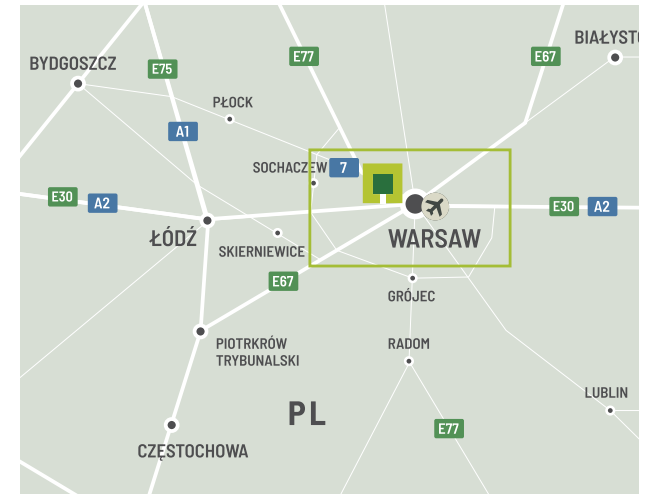 BIAŁYSTO
BYDGOSZCZ
E75
E77
E67
PŁOCK
A1
SOCHACZEW
7
E30
A2
E30
A2
ŁÓDŹ
WARSAW
SKIERNIEWICE
E67
GRÓJEC
PIOTRKRÓW
TRYBUNALSKI
RADOM
LUBLIN
PL
E77
CZĘSTOCHOWA